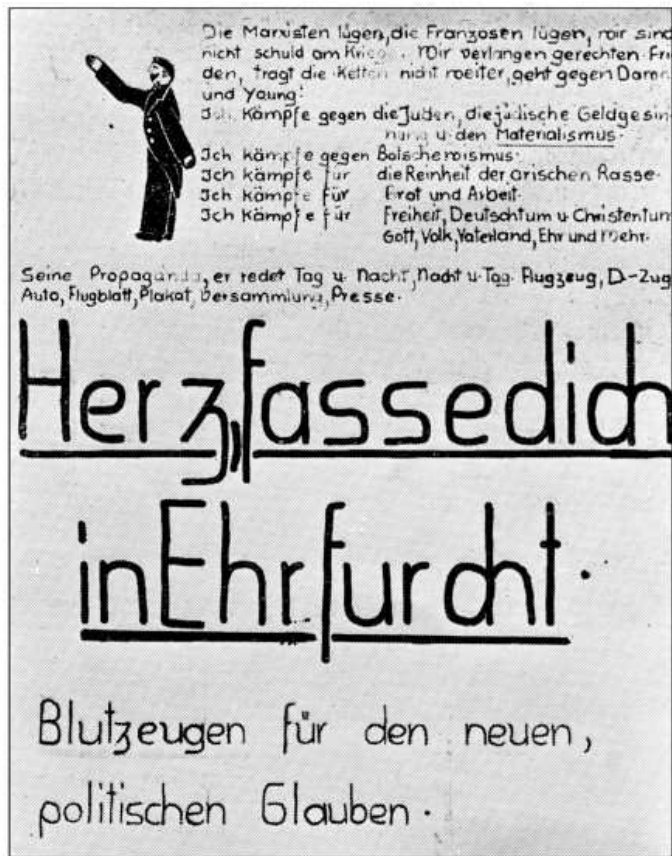 Die Marxisten lügen, die Franzosen lügen, wir sind
nicht schuld am Krieg. Wir verlangen gerechten Frie
den, tragt die Ketten nicht weiter, geht gegen Dawe
und Young!
Ich kämpfe gegen die Juden, die jüdische Geldgesin
nung u. den Materialismus.
Ich kämpfe gegen Bolschewismus.
Ich kämpfe für die Reinheit der arischen Rasse.
Ich kämpfe für Brot und Arbeit.
Ich kämpfe für Freiheit, Deutschtum u. Christentum
Gott, Volk, Vaterland, Ehr und Wehr.
Seine Propaganda, er redet Tag u. Nacht, Nacht u. Tag. Flugzeug, D-Zug
Auto, Flugblatt, Plakat, Versammlung, Presse.
Herz, fasse dich
in Ehrfurcht.
Blutzeugen für den neuen,
politischen Glauben.